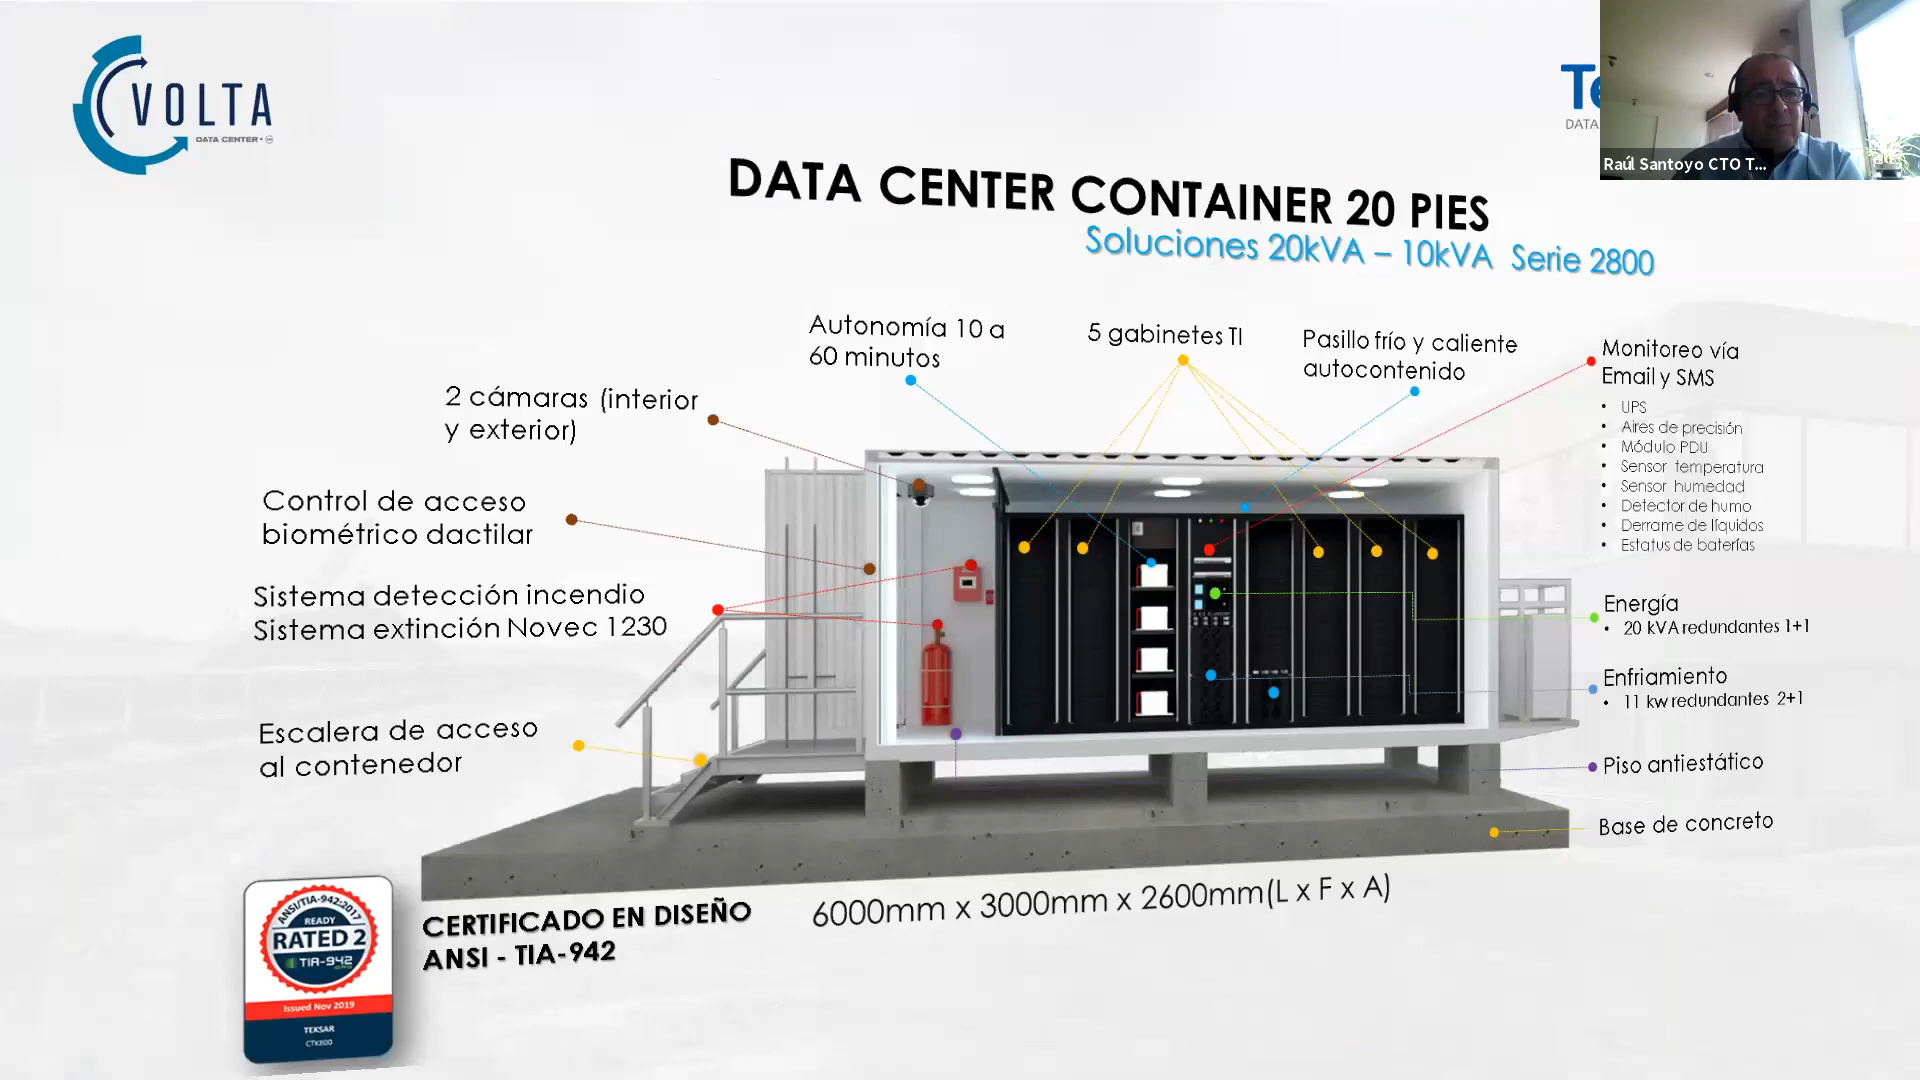 VOLTA
DATA CENTER
Te
DATA
Raúl Santoyo CTO T...
DATA CENTER CONTAINER 20 PIES
Soluciones 20kVA – 10kVA Serie 2800
Autonomía 10 a
60 minutos
5 gabinetes TI
Pasillo frío y caliente
autocontenido
Monitoreo vía
Email y SMS
• UPS
• Aires de precisión
• Módulo PDU
• Sensor temperatura
• Sensor humedad
• Detector de humo
• Derrame de líquidos
• Estatus de baterías
2 cámaras (interior
y exterior)
Control de acceso
biométrico dactilar
Sistema detección incendio
Sistema extinción Novec 1230
Energía
• 20 kVA redundantes 1+1
Enfriamiento
• 11 kw redundantes 2+1
Escalera de acceso
al contenedor
Piso antiestático
Base de concreto
6000mm x 3000mm x 2600mm(L x F x A)
CERTIFICADO EN DISEÑO
ANSI - TIA-942
ANSI/TIA-942:2017
READY
RATED 2
TIA-942
Issued Nov 2019
TEKSAR
CTK800